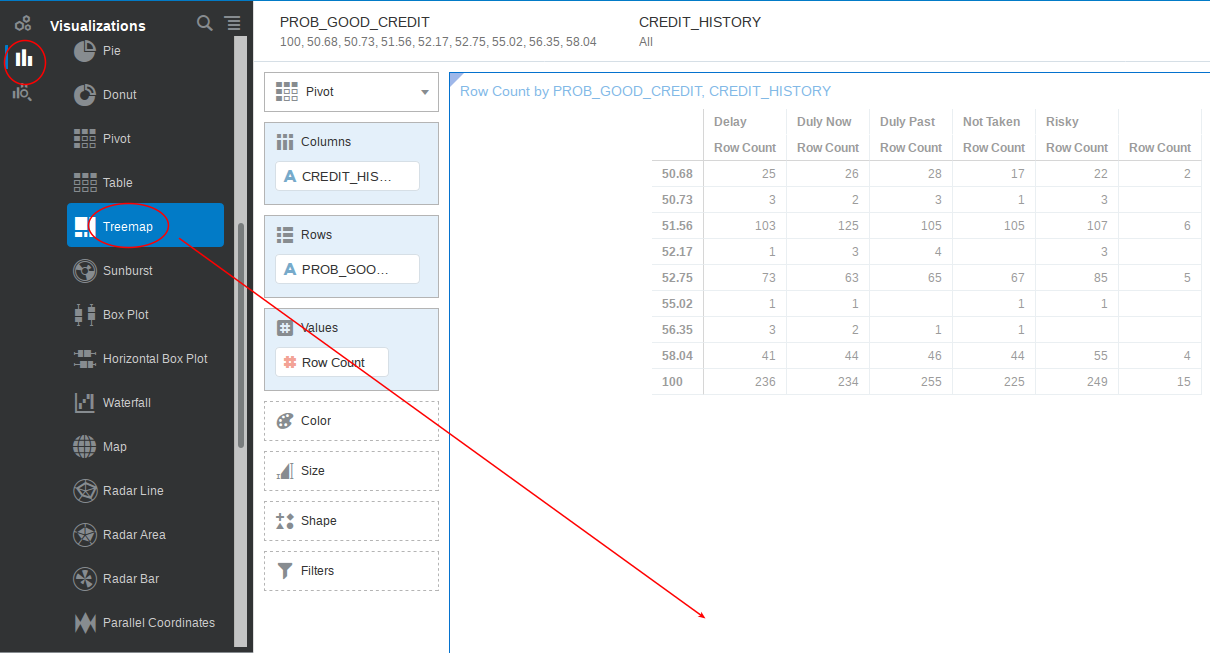 Visualizations
Pie
Donut
Pivot
Table
Treemap
Sunburst
Box Plot
Horizontal Box Plot
Waterfall
Map
Radar Line
Radar Area
Radar Bar
Parallel Coordinates
PROB_GOOD_CREDIT
100, 50.68, 50.73, 51.56, 52.17, 52.75, 55.02, 56.35, 58.04
CREDIT_HISTORY
All
Pivot
Columns
A CREDIT_HIS...
Rows
A PROB_GOO...
Values
# Row Count
Color
Size
Shape
Filters
Row Count by PROB_GOOD_CREDIT, CREDIT_HISTORY
Delay Duly Now Duly Past Not Taken Risky
Row Count Row Count Row Count Row Count Row Count Row Count
50.68 25 26 28 17 22 2
50.73 3 2 3 1 3
51.56 103 125 105 105 107 6
52.17 1 3 4 3
52.75 73 63 65 67 85 5
55.02 1 1 1 1
56.35 3 2 1 1
58.04 41 44 46 44 55 4
100 236 234 255 225 249 15